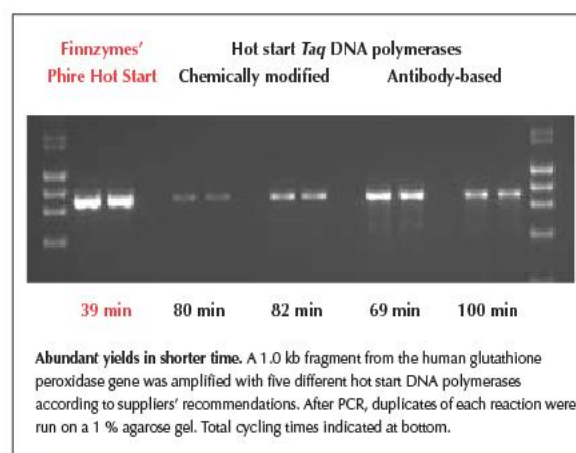 Finnzymes' Hot start Taq DNA polymerases
Phire Hot Start Chemically modified Antibody-based
39 min 80 min 82 min 69 min 100 min
Abundant yields in shorter time. A 1.0 kb fragment from the human glutathione
peroxidase gene was amplified with five different hot start DNA polymerases
according to suppliers' recommendations. After PCR, duplicates of each reaction were
run on a 1 % agarose gel. Total cycling times indicated at bottom.